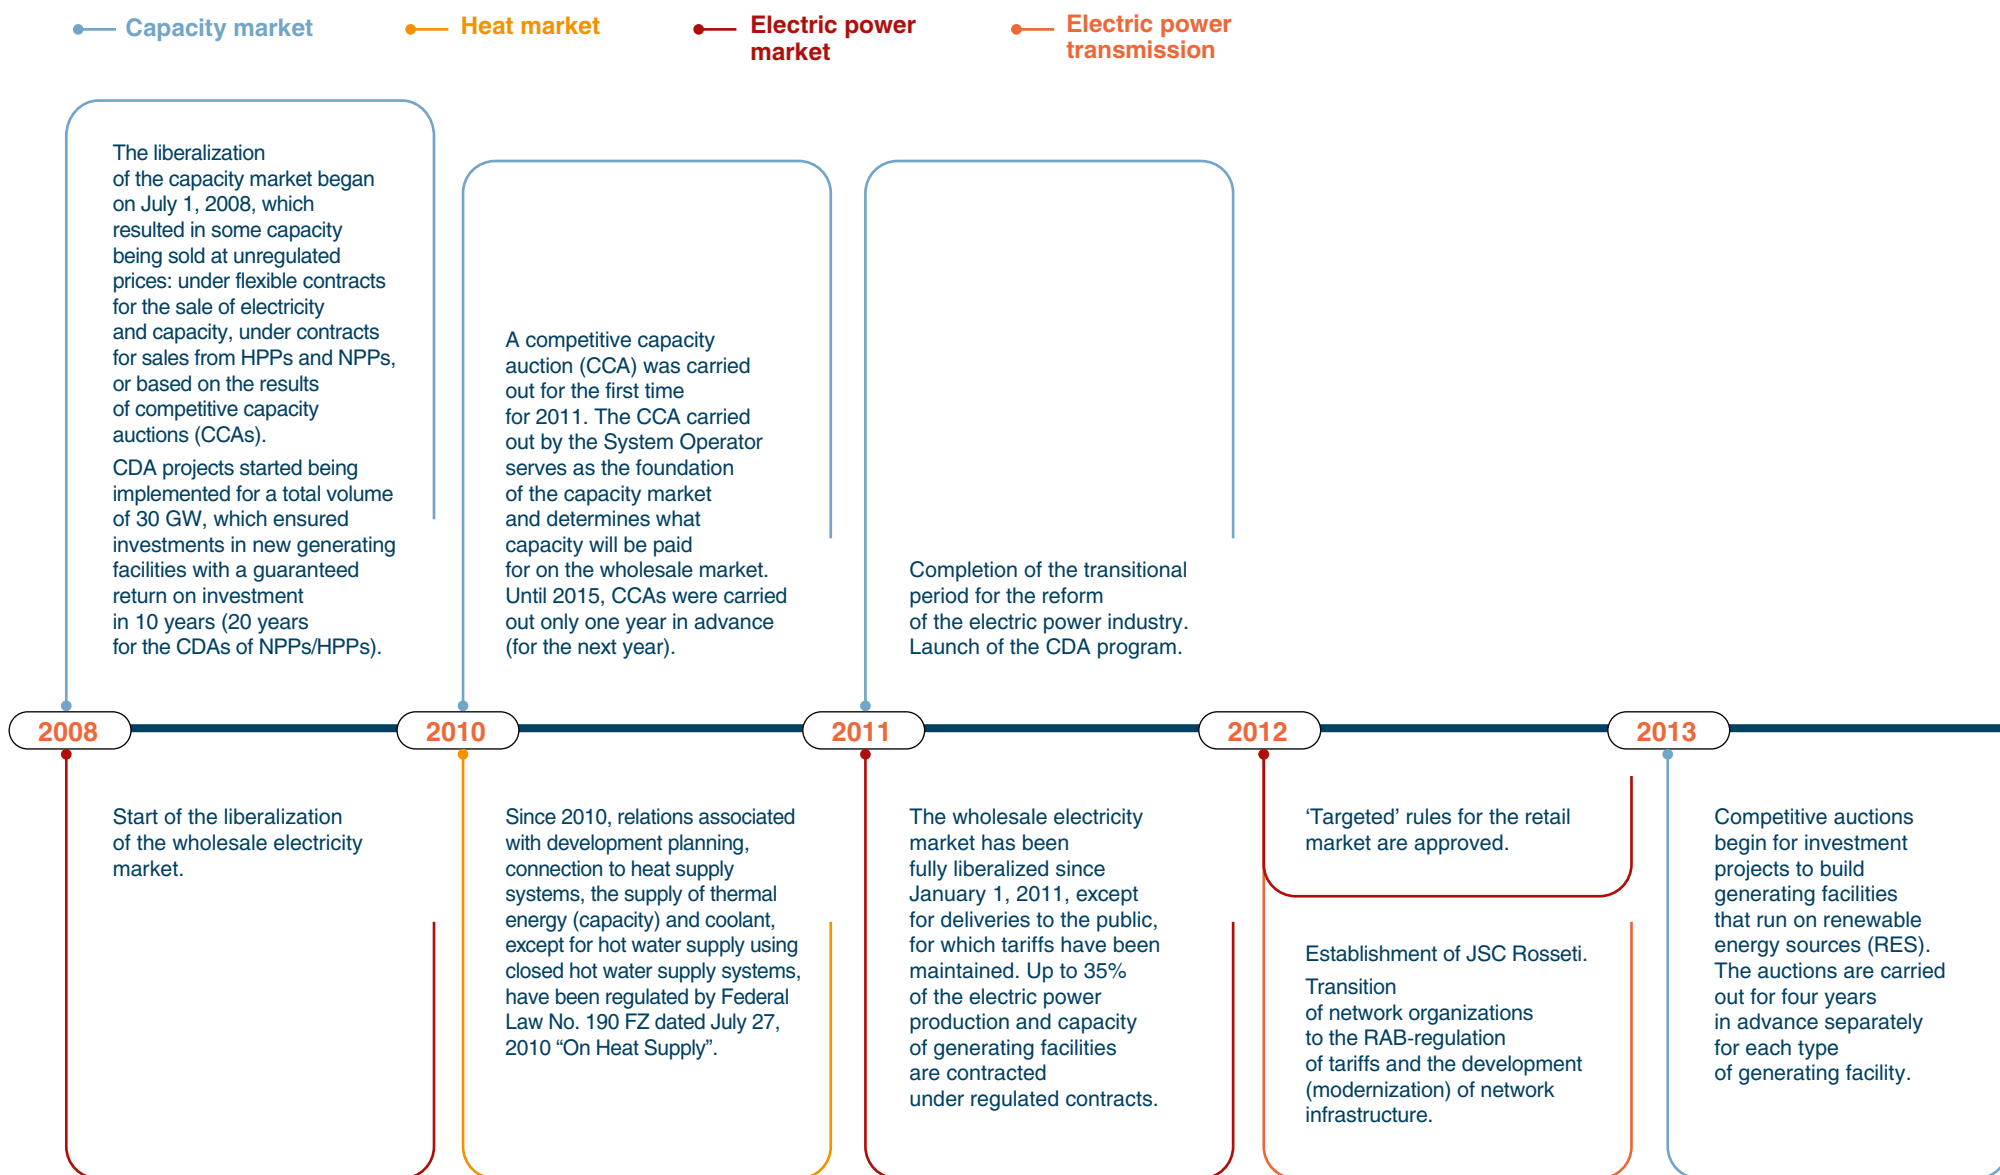 Capacity market
Heat market
Electric power
market
Electric power
transmission
The liberalization
of the capacity market began
on July 1, 2008, which
resulted in some capacity
being sold at unregulated
prices: under flexible contracts
for the sale of electricity
and capacity, under contracts
for sales from HPPs and NPPs,
or based on the results
of competitive capacity
auctions (CCAs).
CDA projects started being
implemented for a total volume
of 30 GW, which ensured
investments in new generating
facilities with a guaranteed
return on investment
in 10 years (20 years
for the CDAs of NPPs/HPPs).
A competitive capacity
auction (CCA) was carried
out for the first time
for 2011. The CCA carried
out by the System Operator
serves as the foundation
of the capacity market
and determines what
capacity will be paid
for on the wholesale market.
Until 2015, CCAs were carried
out only one year in advance
(for the next year).
Completion of the transitional
period for the reform
of the electric power industry.
Launch of the CDA program.
2008
2010
2011
2012
2013
Start of the liberalization
of the wholesale electricity
market.
Since 2010, relations associated
with development planning,
connection to heat supply
systems, the supply of thermal
energy (capacity) and coolant,
except for hot water supply using
closed hot water supply systems,
have been regulated by Federal
Law No. 190 FZ dated July 27,
2010 “On Heat Supply”.
The wholesale electricity
market has been
fully liberalized since
January 1, 2011, except
for deliveries to the public,
for which tariffs have been
maintained. Up to 35%
of the electric power
production and capacity
of generating facilities
are contracted
under regulated contracts.
‘Targeted’ rules for the retail
market are approved.
Establishment of JSC Rosseti.
Transition
of network organizations
to the RAB-regulation
of tariffs and the development
(modernization) of network
infrastructure.
Competitive auctions
begin for investment
projects to build
generating facilities
that run on renewable
energy sources (RES).
The auctions are carried
out for four years
in advance separately
for each type
of generating facility.